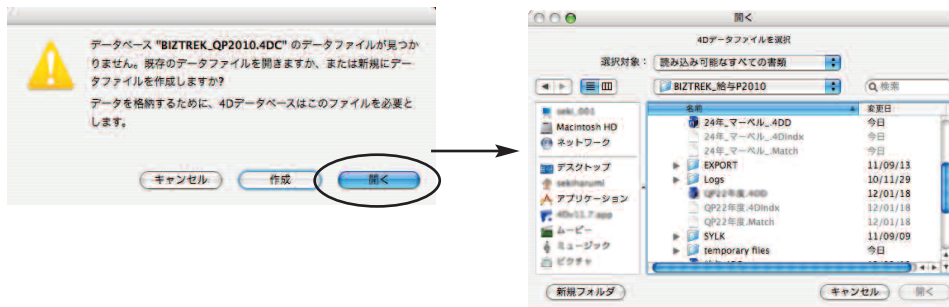 データベース "BIZTREK_QP2010.4DC" のデータファイルが見つか
りません。既存のデータファイルを開きますか、または新規にデー
タファイルを作成しますか?
データを格納するために、4Dデータベースはこのファイルを必要と
します。
キャンセル 作成 開く
開く
4Dデータファイルを選択
選択対象： 読み込み可能なすべての書類
BIZTREK_給与P2010
検索
名前 変更日
Macintosh HD
ネットワーク
デスクトップ
sekiharumi
アプリケーション
40v11.7.app
ムービー
ミュージック
ピクチャ
24年_マーベル_.4DD 今日
24年_マーベル_.4DIndx 今日
24年_マーベル_.Match 今日
EXPORT 11/09/13
Logs 10/11/29
QP22年度.4DD 12/01/18
QP22年度.4DIndx 12/01/18
QP22年度.Match 12/01/18
SYLK 11/09/09
temporary files 今日
新規フォルダ キャンセル 開く